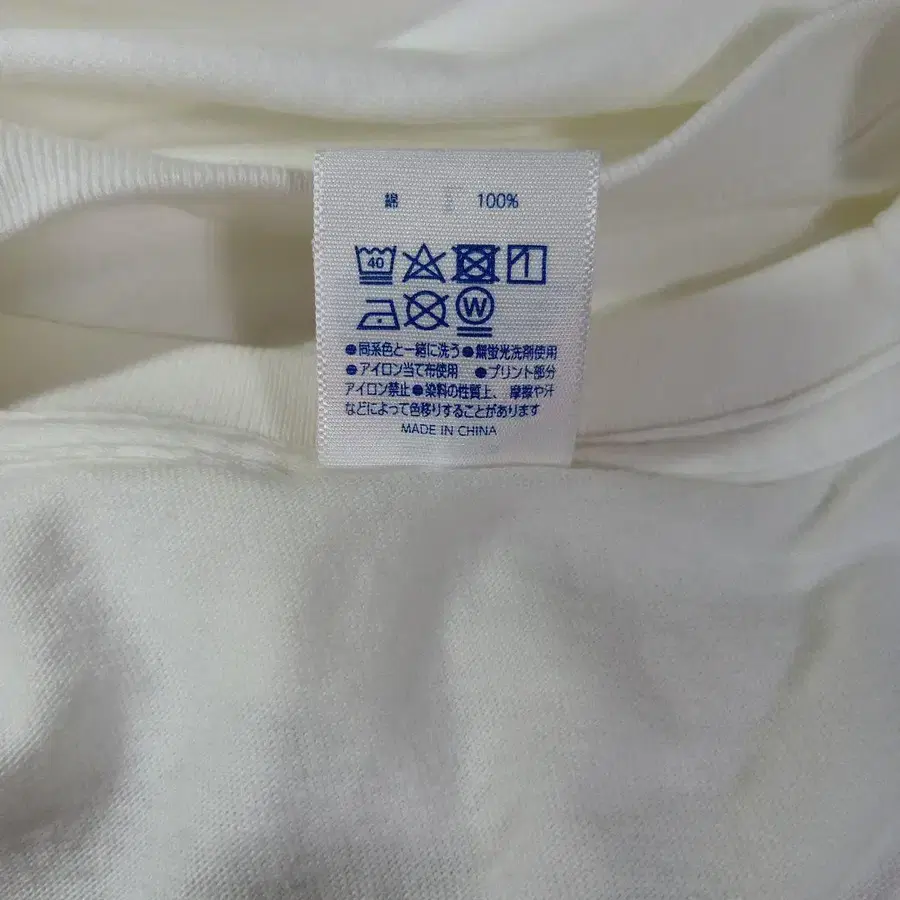 綿 100%
40
W
●同系色と一緒に洗う●無蛍光洗剤使用
●アイロン当て布使用 ●プリント部分
アイロン禁止●染料の性質上、摩擦や汗
などによって色移りすることがあります
MADE IN CHINA